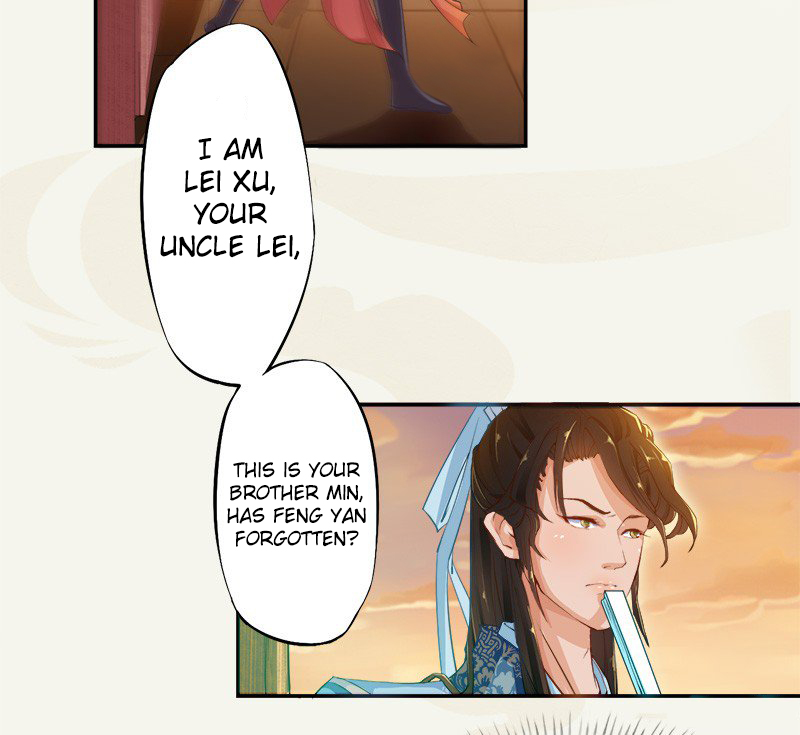 I AM
LEI XU,
YOUR
UNCLE LEI,
THIS IS YOUR
BROTHER MIN,
HAS FENG YAN
FORGOTTEN?